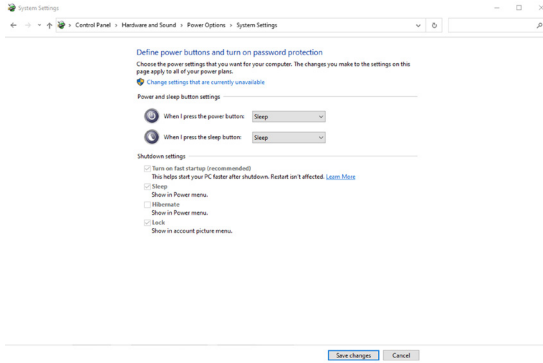 System Settings
Control Panel > Hardware and Sound > Power Options > System Settings
Define power buttons and turn on password protection
Choose the power settings that you want for your computer. The changes you make to the settings on this
page apply to all of your power plans.
Change settings that are currently unavailable
Power and sleep button settings
When I press the power button: Sleep
When I press the sleep button: Sleep
Shutdown settings
Turn on fast startup (recommended)
This helps start your PC faster after shutdown. Restart isn't affected. Learn More
Sleep
Show in Power menu.
Hibernate
Show in Power menu.
Lock
Show in account picture menu.
Save changes Cancel